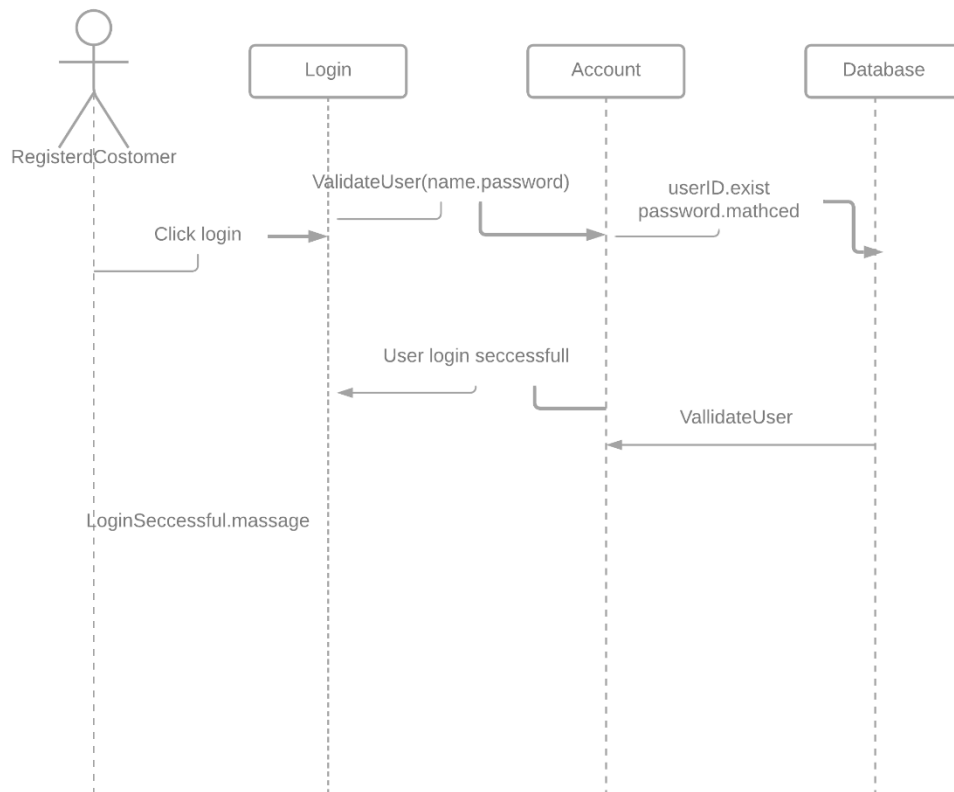 Login
Account
Database
RegisterdCostomer
ValidateUser(name.password)
userID.exist
password.mathced
Click login
User login seccessfull
VallidateUser
LoginSeccessful.massage